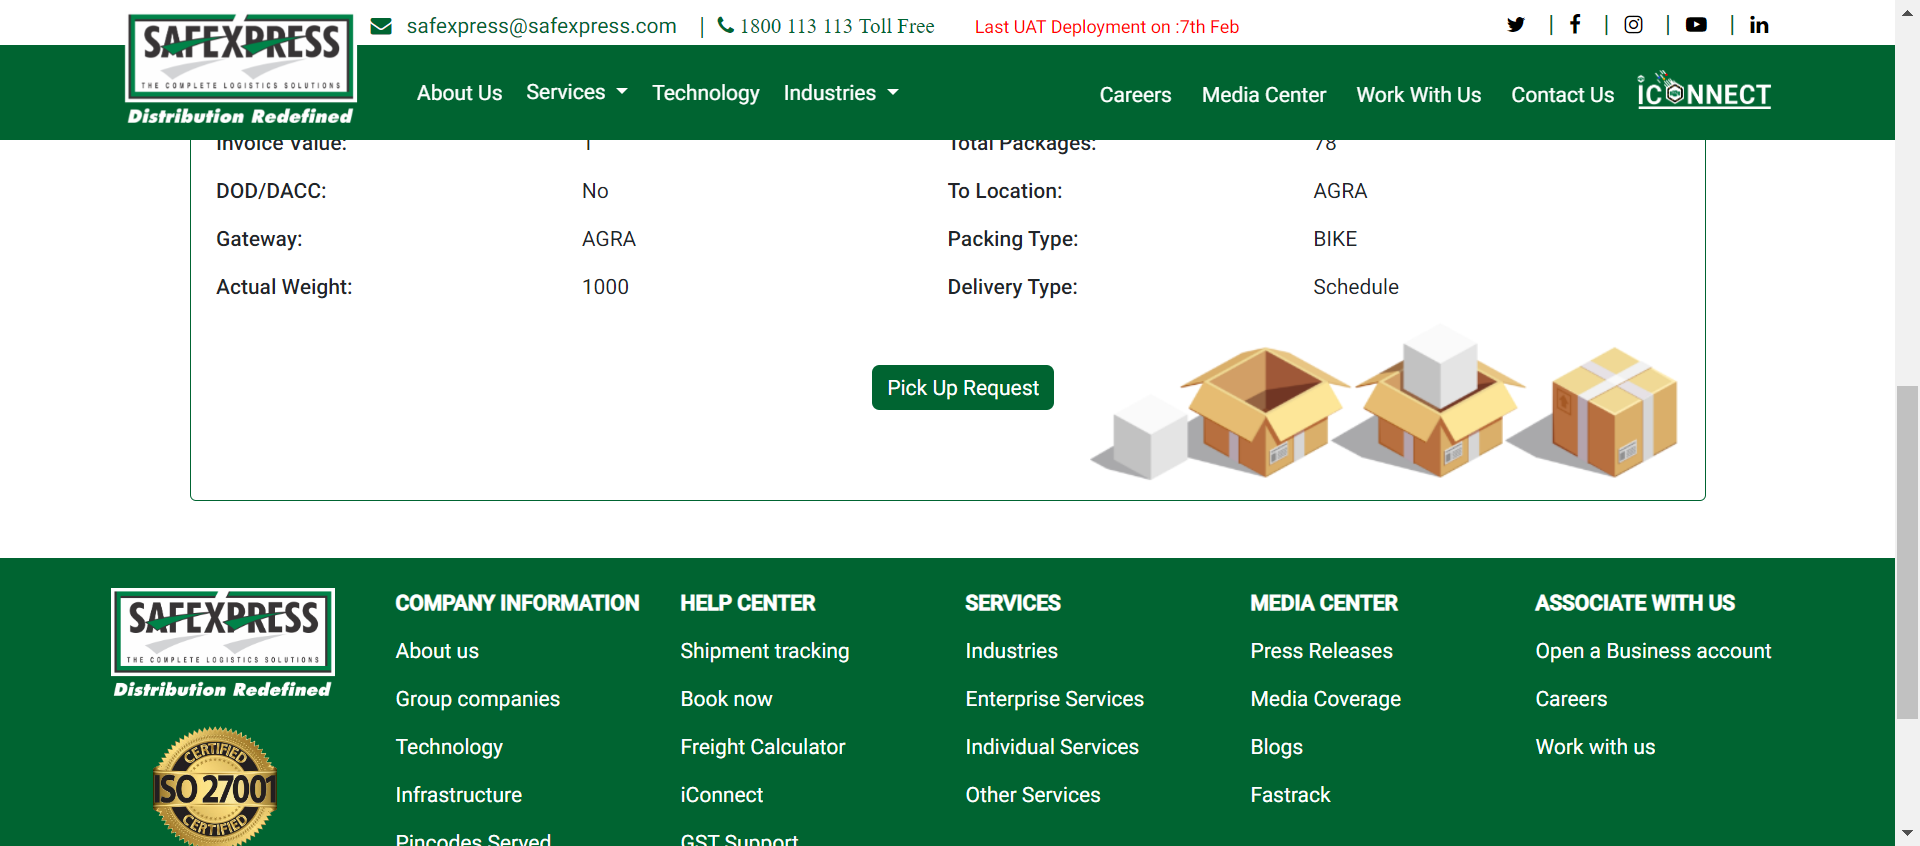 SAFEXPRESS
THE COMPLETE LOGISTICS SOLUTIONS
Distribution Redefined
safexpress@safexpress.com | 1800 113 113 Toll Free Last UAT Deployment on :7th Feb
About Us Services Technology Industries Careers Media Center Work With Us Contact Us iCONNECT
Invoice Value: 1 Total Packages: 78
DOD/DACC: No To Location: AGRA
Gateway: AGRA Packing Type: BIKE
Actual Weight: 1000 Delivery Type: Schedule
Pick Up Request
SAFEXPRESS
THE COMPLETE LOGISTICS SOLUTIONS
Distribution Redefined
CERTIFIED
ISO 27001
CERTIFIED
COMPANY INFORMATION
About us
Group companies
Technology
Infrastructure
Pincodes Served
HELP CENTER
Shipment tracking
Book now
Freight Calculator
iConnect
GST Support
SERVICES
Industries
Enterprise Services
Individual Services
Other Services
MEDIA CENTER
Press Releases
Media Coverage
Blogs
Fastrack
ASSOCIATE WITH US
Open a Business account
Careers
Work with us